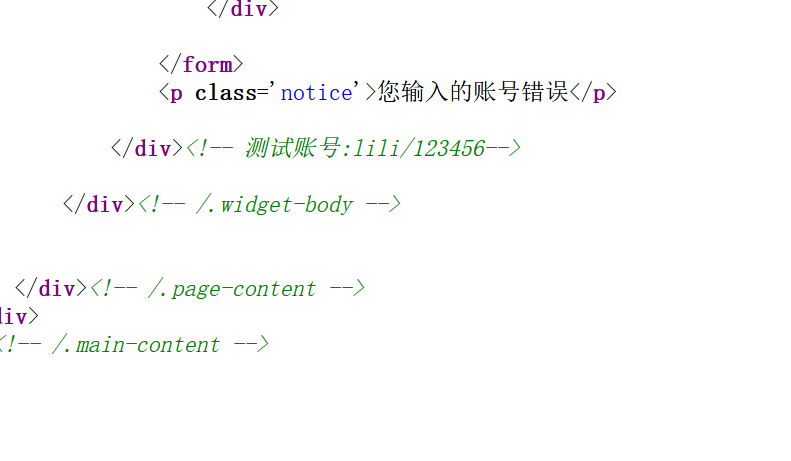 </div>
</form>
<p class='notice'>您输入的账号错误</p>
</div><!-- 测试账号:lili/123456-->
</div><!-- /.widget-body -->
</div><!-- /.page-content -->
div>
<!-- /.main-content -->